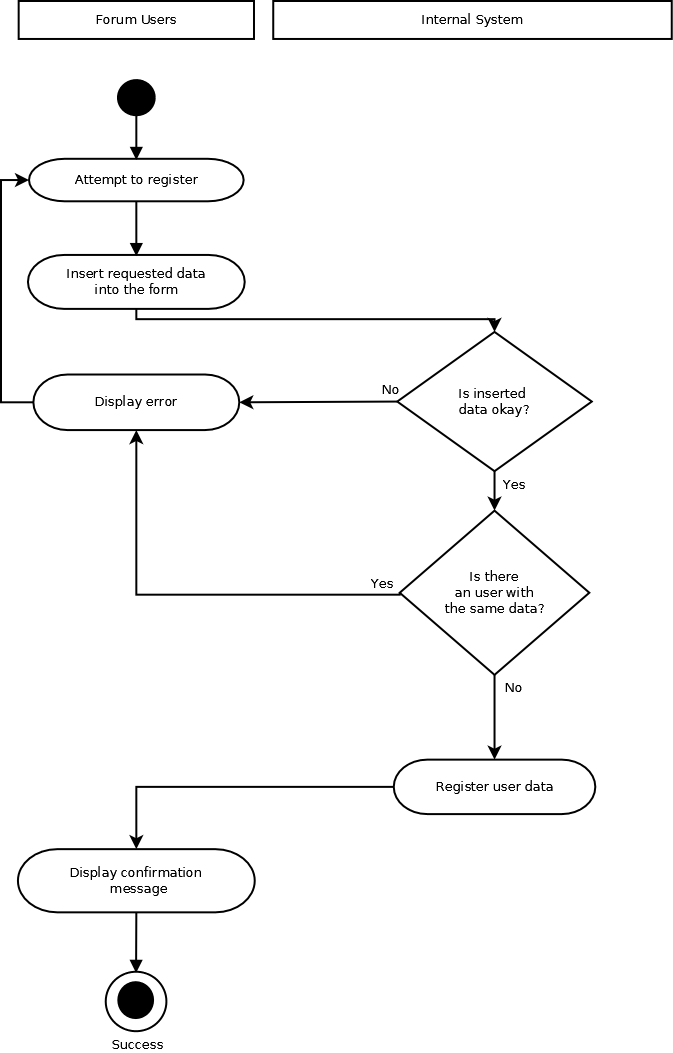 Forum Users
Internal System
Attempt to register
Insert requested data
into the form
Is inserted
data okay?
No
Display error
Yes
Is there
an user with
the same data?
Yes
No
Register user data
Display confirmation
message
Success